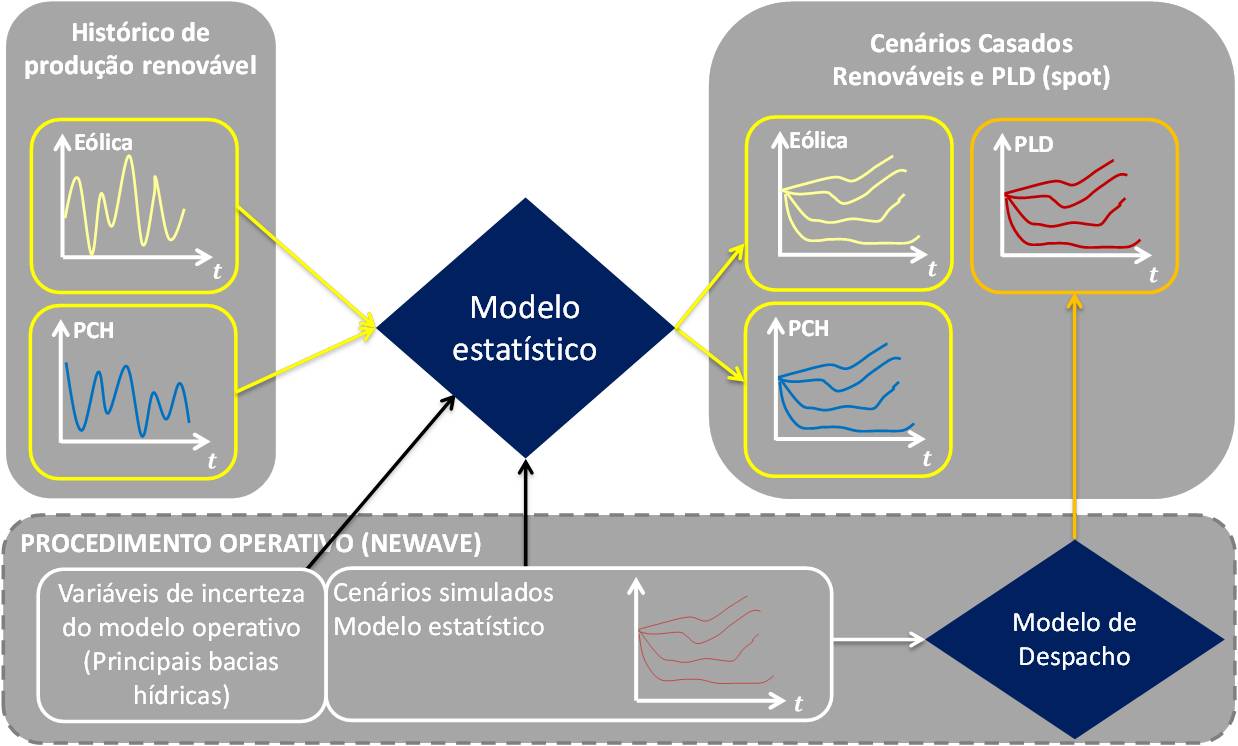 Histórico de
produção renovável
Eólica
t
PCH
t
Modelo
estatístico
Cenários Casados
Renováveis e PLD (spot)
Eólica
t
PLD
t
PCH
t
PROCEDIMENTO OPERATIVO (NEWAVE)
Variáveis de incerteza
do modelo operativo
(Principais bacias
hídricas)
Cenários simulados
Modelo estatístico
t
Modelo de
Despacho